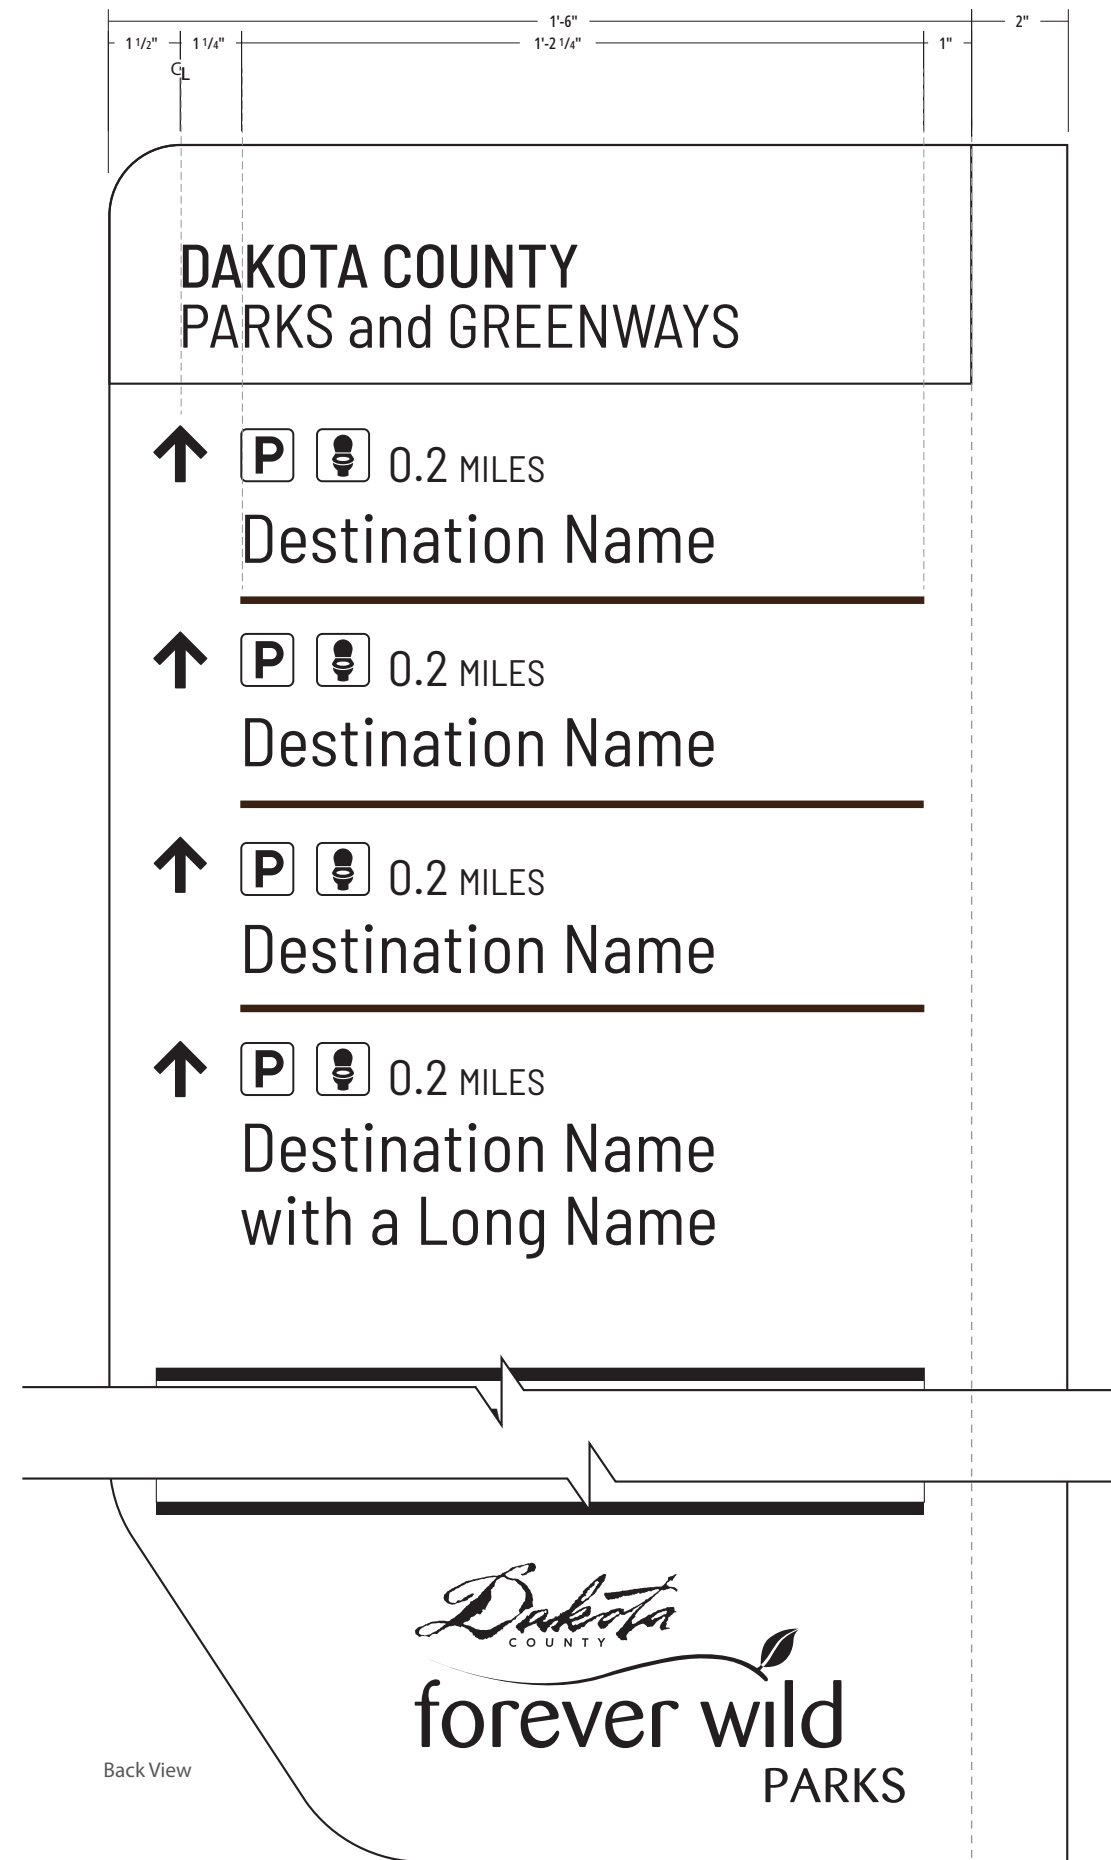 1'-6"
2"
1 1/2"
1 1/4"
1'-2 1/4"
1"
CL
DAKOTA COUNTY
PARKS and GREENWAYS
P 0.2 MILES
Destination Name
P 0.2 MILES
Destination Name
P 0.2 MILES
Destination Name
P 0.2 MILES
Destination Name
with a Long Name
Dakota
COUNTY
forever wild
PARKS
Back View